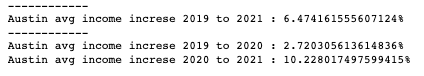 ------------
Austin avg income increse 2019 to 2021 : 6.474161555607124%
------------
Austin avg income increse 2019 to 2020 : 2.720305613614836%
Austin avg income increse 2020 to 2021 : 10.228017497599415%